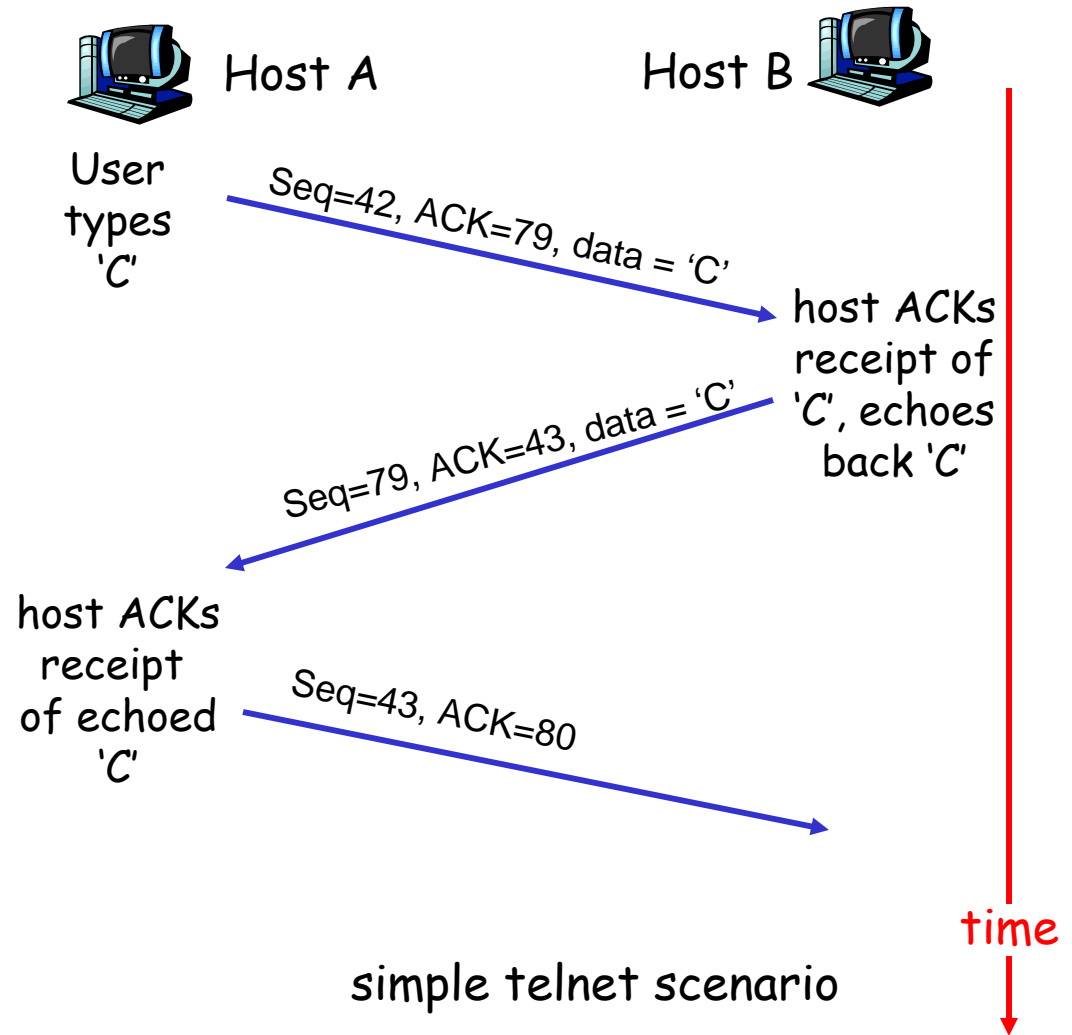 Host A
Host B
User
types
‘C’
Seq=42, ACK=79, data = ‘C’
host ACKs
receipt of
‘C’, echoes
back ‘C’
Seq=79, ACK=43, data = ‘C’
host ACKs
receipt
of echoed
‘C’
Seq=43, ACK=80
time
simple telnet scenario